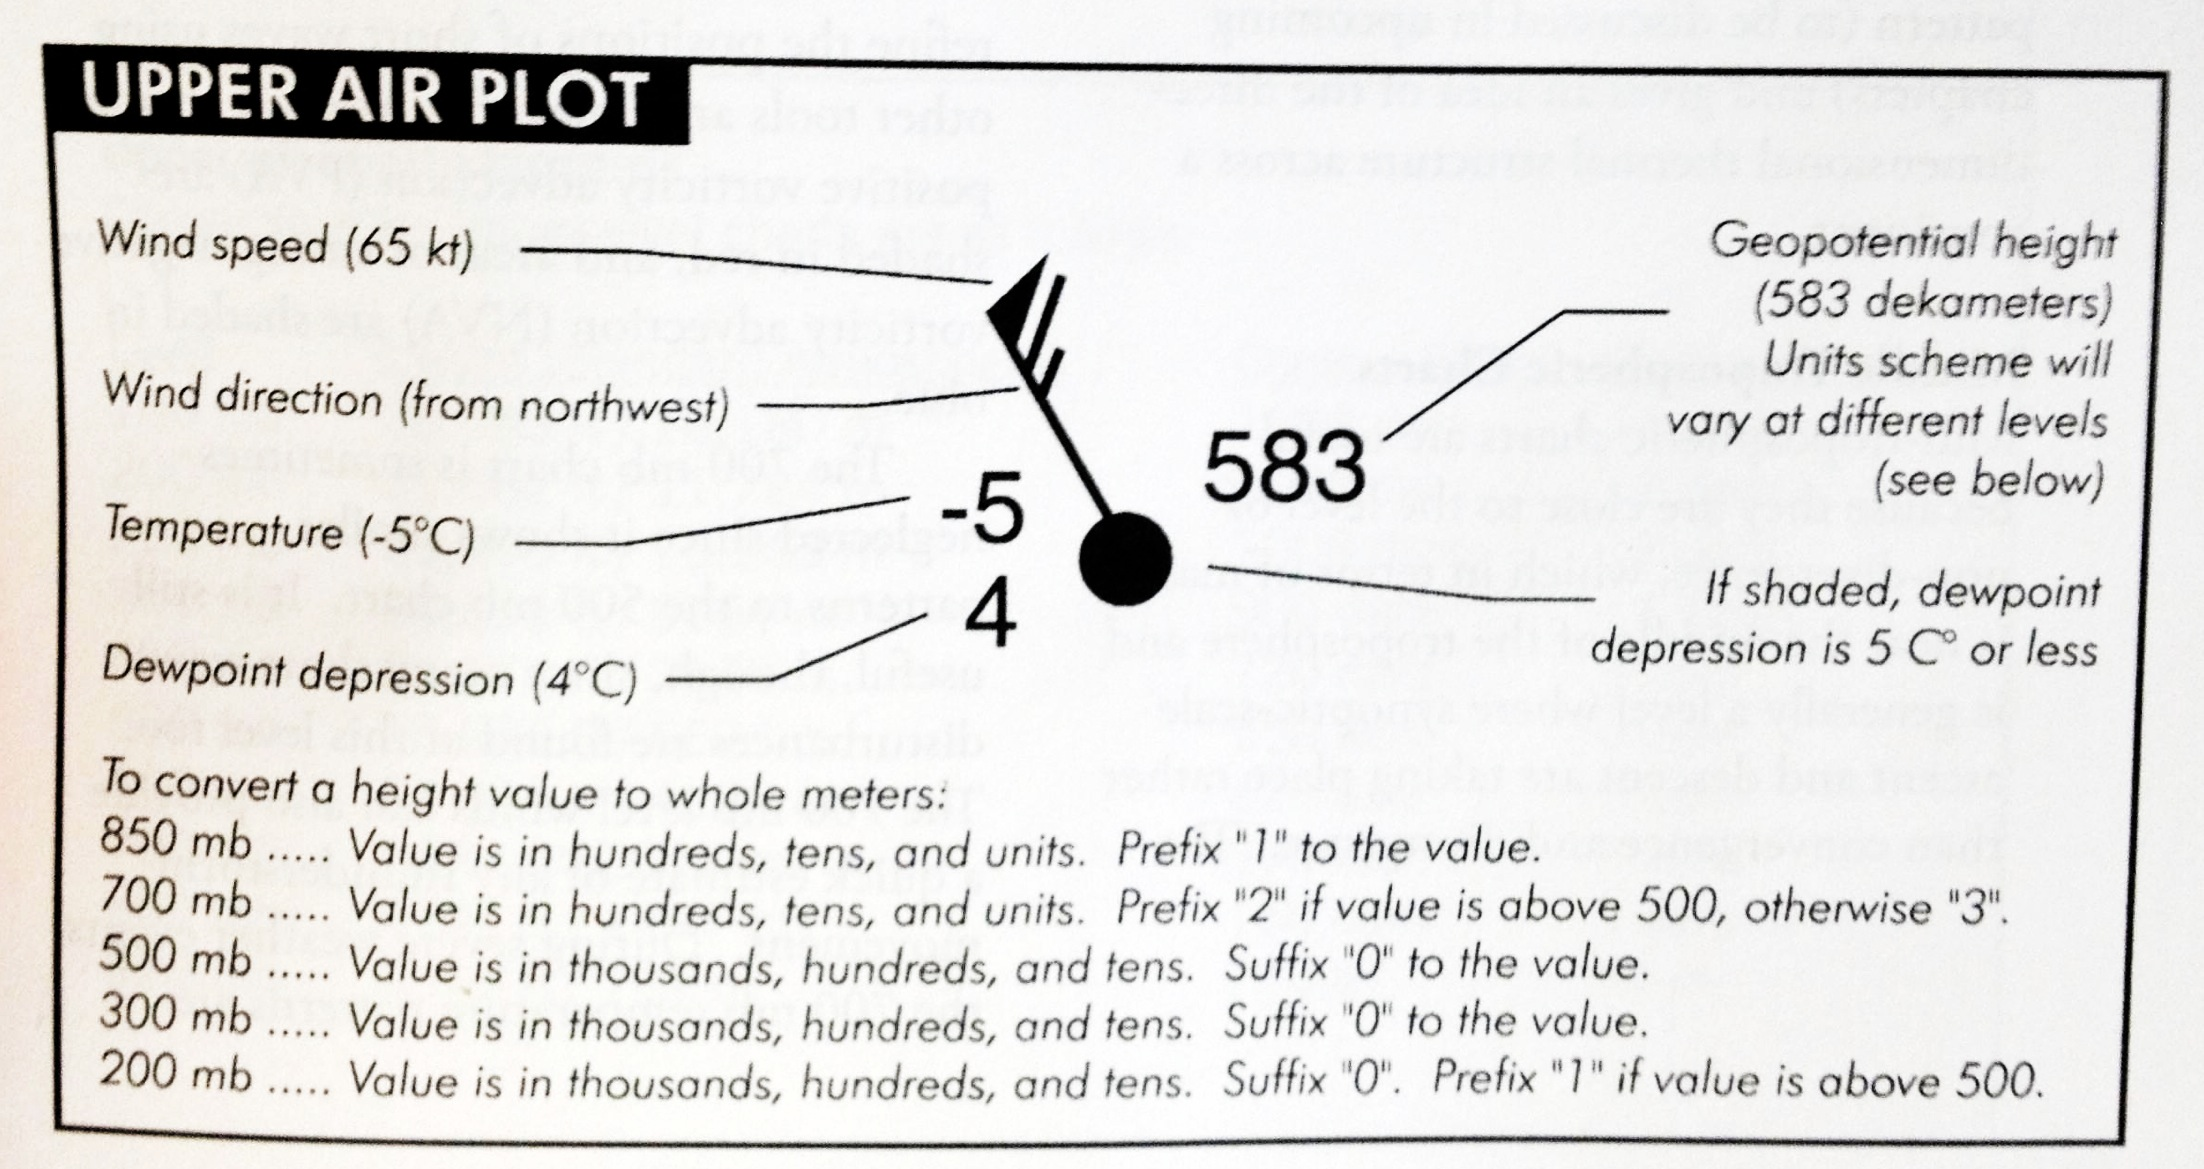 UPPER AIR PLOT
Wind speed (65 kt)
Wind direction (from northwest)
Temperature (-5°C)
Dewpoint depression (4°C)
-5
4
583
Geopotential height
(583 dekameters)
Units scheme will
vary at different levels
(see below)
If shaded, dewpoint
depression is 5 C° or less
To convert a height value to whole meters:
850 mb ..... Value is in hundreds, tens, and units. Prefix "1" to the value.
700 mb ..... Value is in hundreds, tens, and units. Prefix "2" if value is above 500, otherwise "3".
500 mb ..... Value is in thousands, hundreds, and tens. Suffix "0" to the value.
300 mb ..... Value is in thousands, hundreds, and tens. Suffix "0" to the value.
200 mb ..... Value is in thousands, hundreds, and tens. Suffix "0". Prefix "1" if value is above 500.